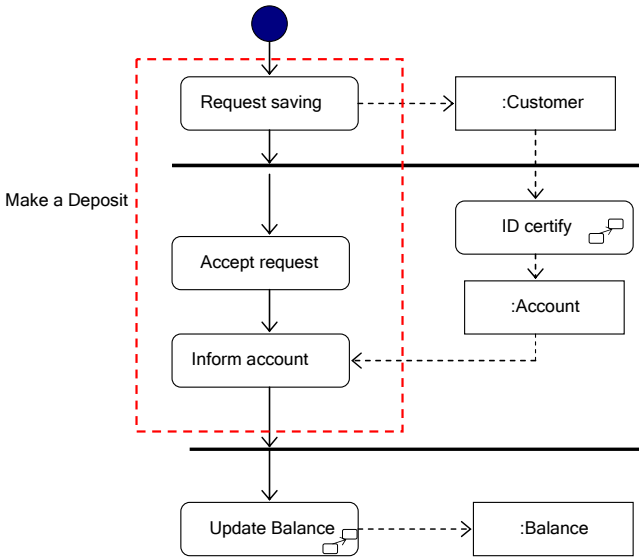 Request saving
:Customer
Make a Deposit
ID certify
Accept request
:Account
Inform account
Update Balance
:Balance